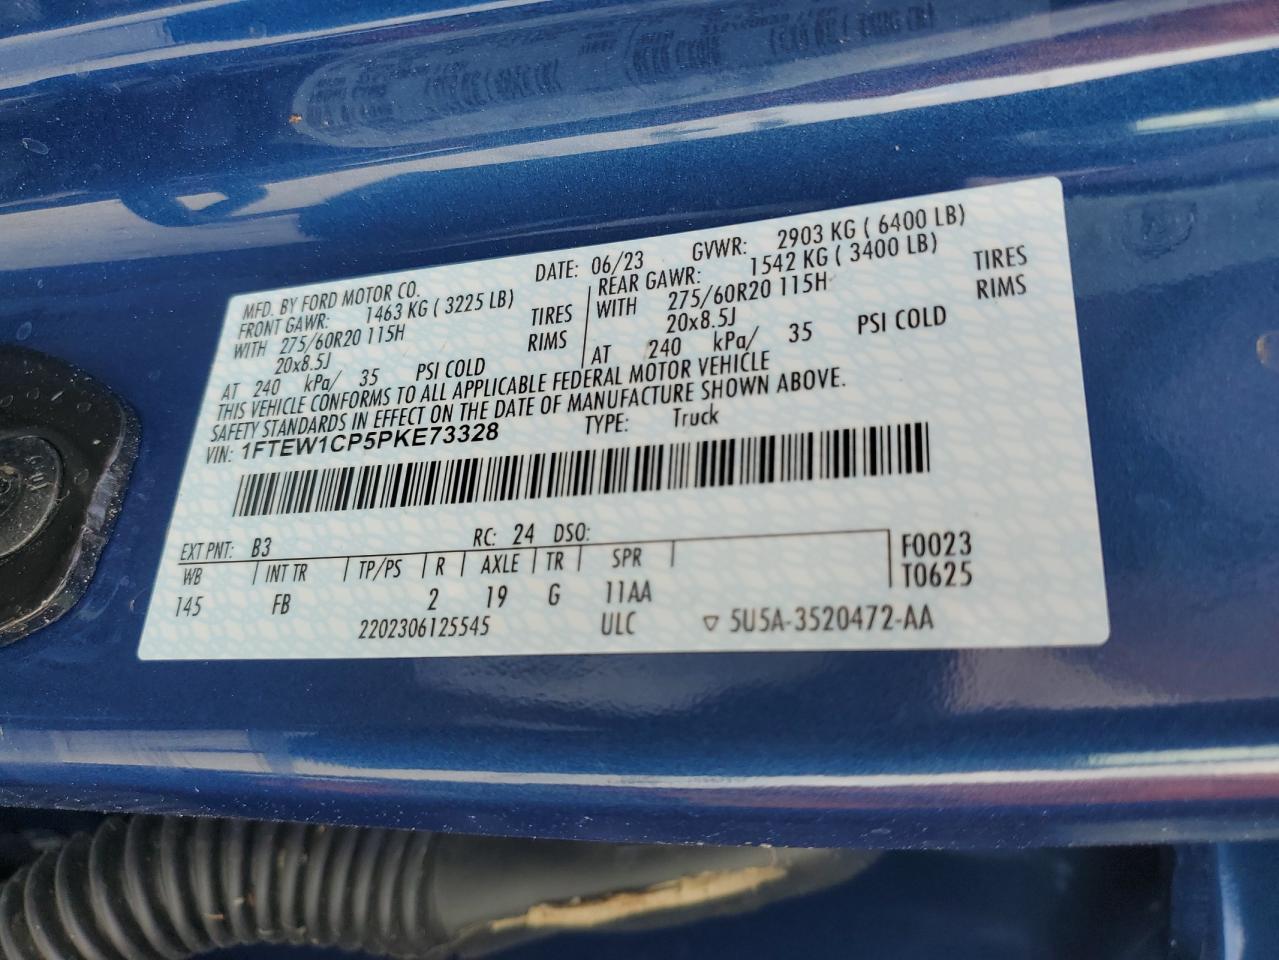 MFD. BY FORD MOTOR CO. DATE: 06/23 GVWR: 2903 KG ( 6400 LB)
FRONT GAWR: 1463 KG ( 3225 LB) REAR GAWR: 1542 KG ( 3400 LB)
WITH 275/60R20 115H TIRES WITH 275/60R20 115H TIRES
20x8.5J RIMS 20x8.5J RIMS
AT 240 kPa/ 35 PSI COLD AT 240 kPa/ 35 PSI COLD
THIS VEHICLE CONFORMS TO ALL APPLICABLE FEDERAL MOTOR VEHICLE
SAFETY STANDARDS IN EFFECT ON THE DATE OF MANUFACTURE SHOWN ABOVE.
VIN: 1FTEW1CP5PKE73328 TYPE: Truck
EXT PNT: B3 RC: 24 DSO:
WB INT TR TP/PS R AXLE TR SPR F0023
145 FB 2 19 G 11AA T0625
2202306125545 ULC ▽ 5U5A-3520472-AA